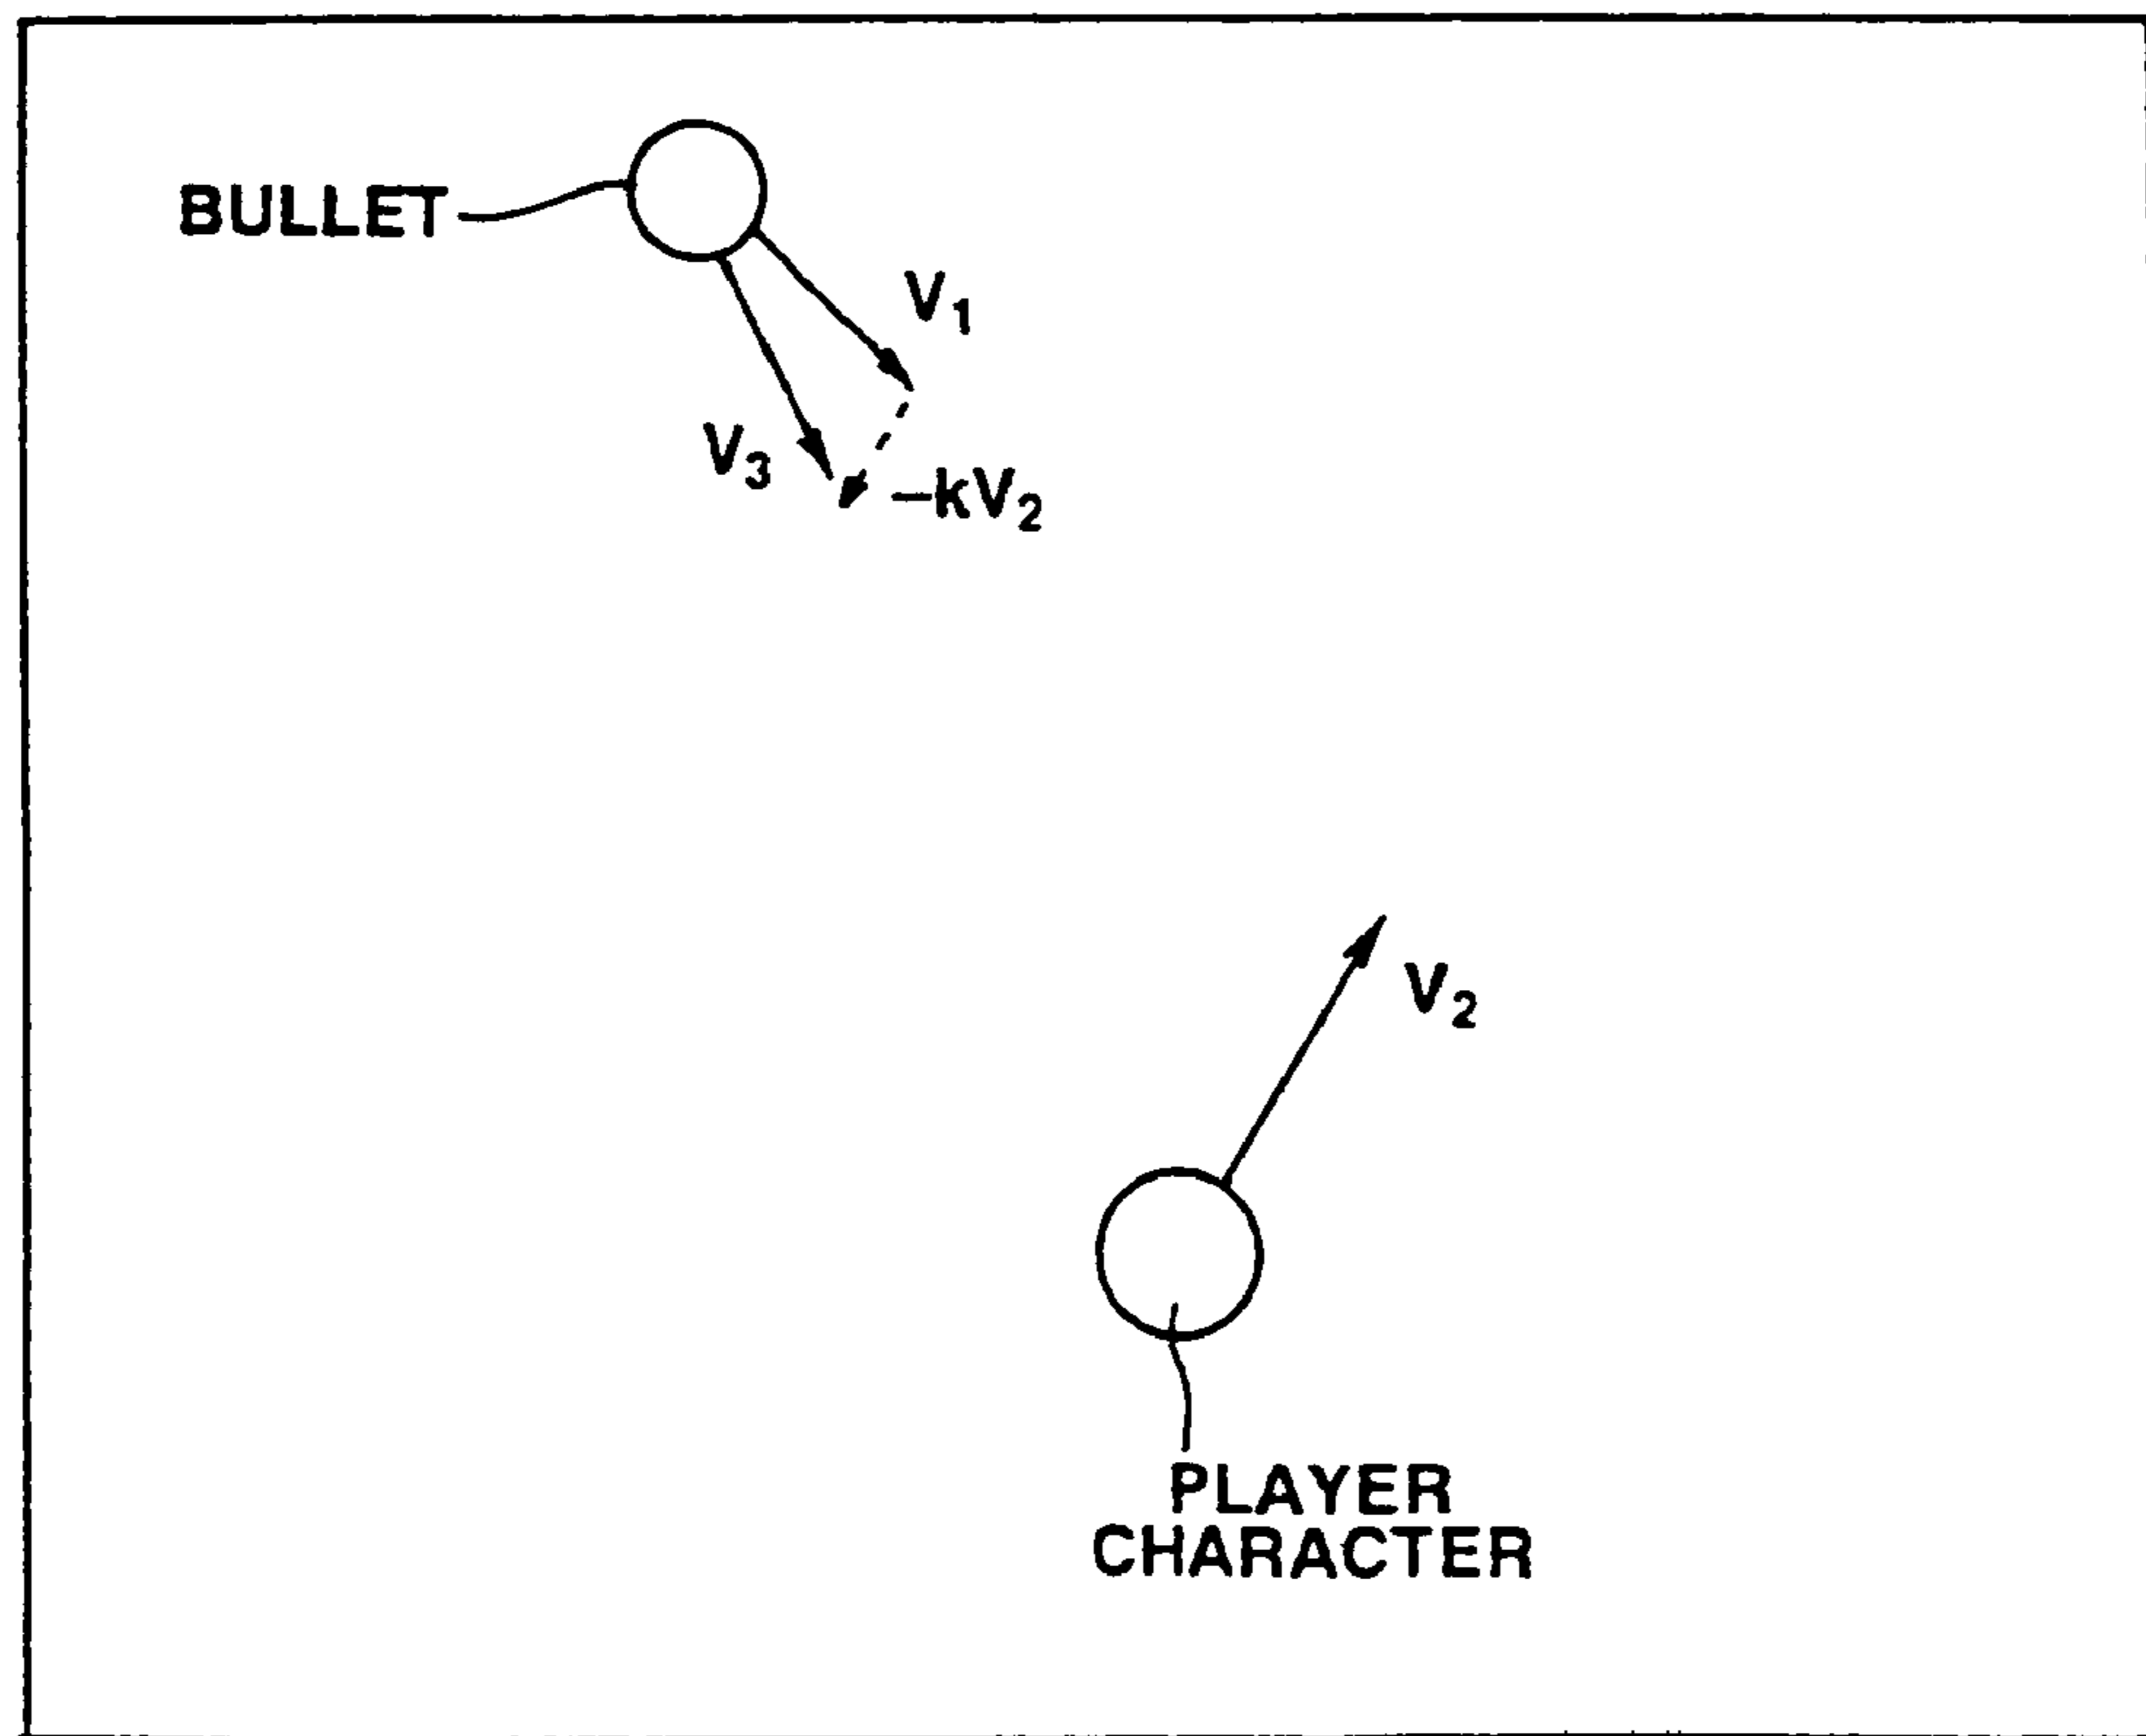 BULLET
V₁
V₃
−kV₂
V₂
PLAYER
CHARACTER